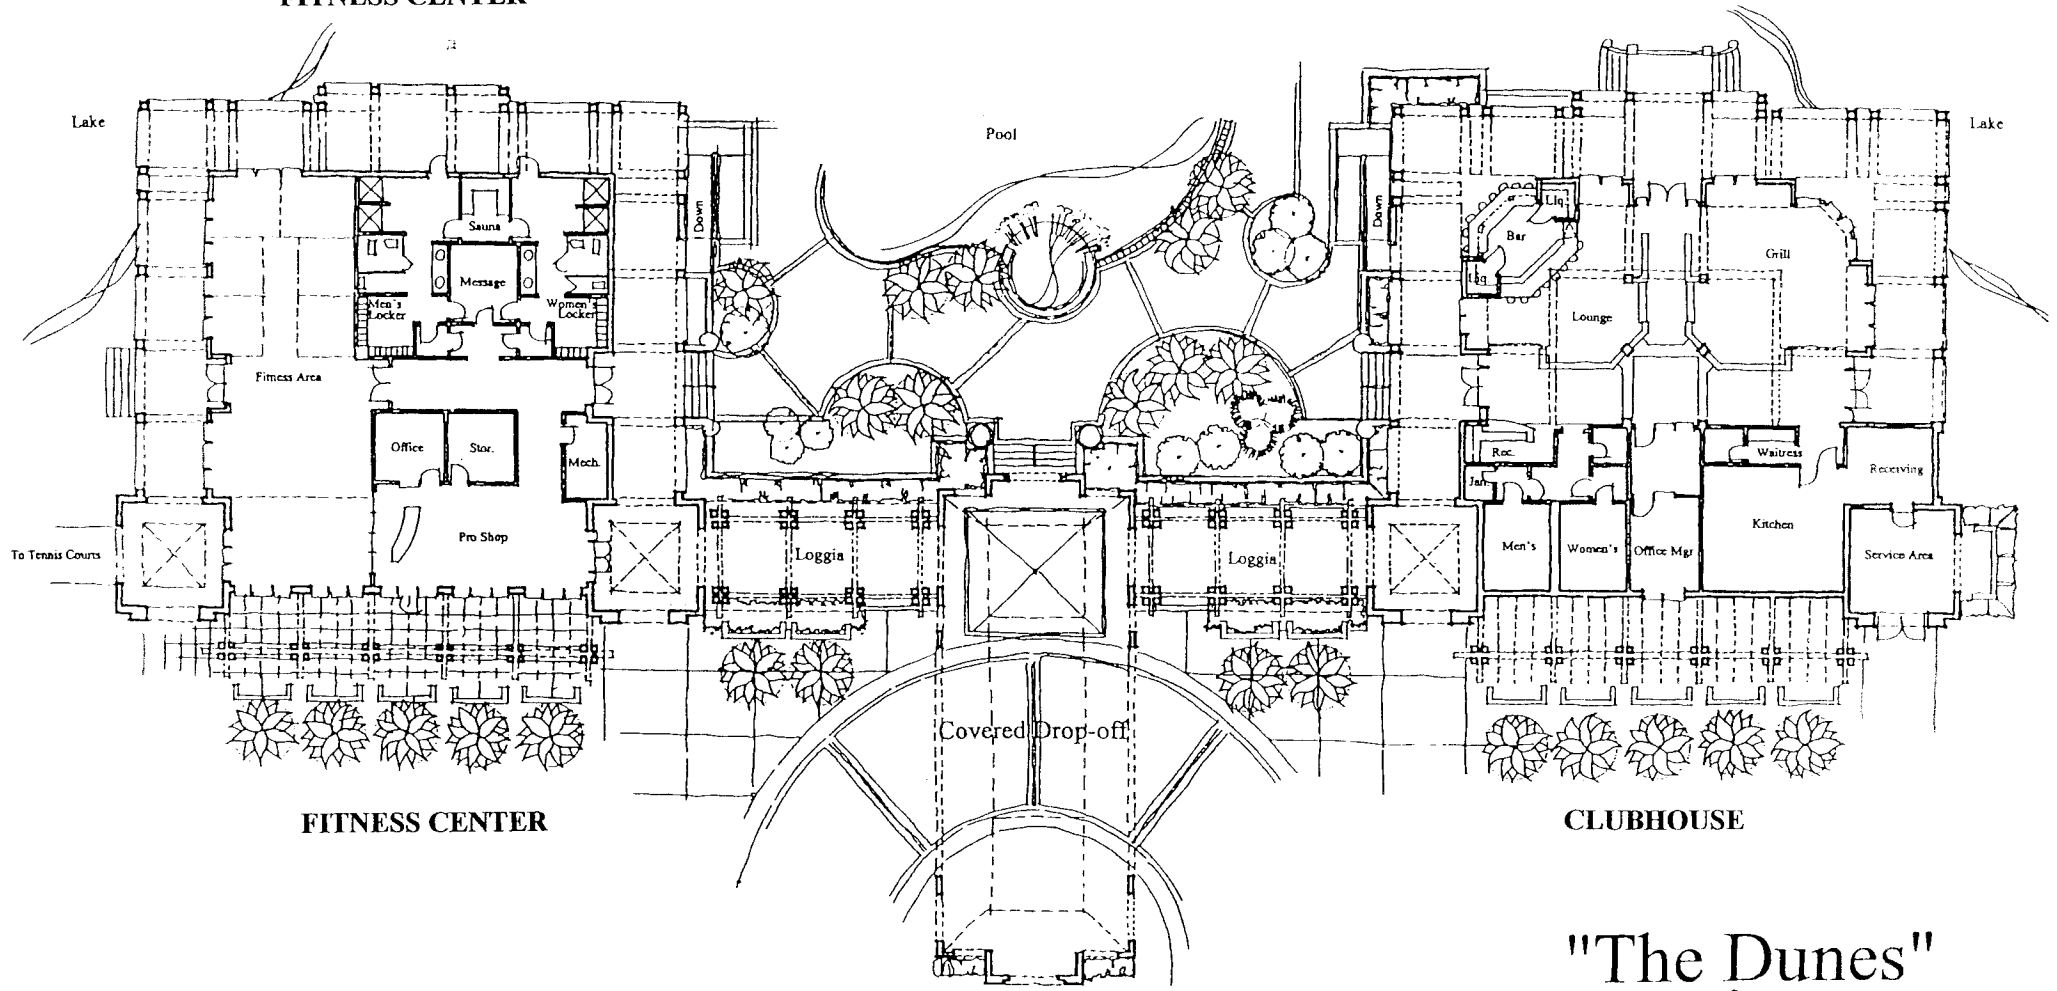 FITNESS CENTER
Lake
Pool
Lake
Down
Down
Liq
Sauna
Bar
Grill
Liq
Message
Men's
Locker
Women's
Locker
Lounge
Fitness Area
Office
Stor.
Mech.
Rec.
Waitress
Receiving
Jan
To Tennis Courts
Pro Shop
Loggia
Loggia
Men's
Women's
Office Mgr
Kitchen
Service Area
Covered Drop-off
FITNESS CENTER
CLUBHOUSE
"The Dunes"